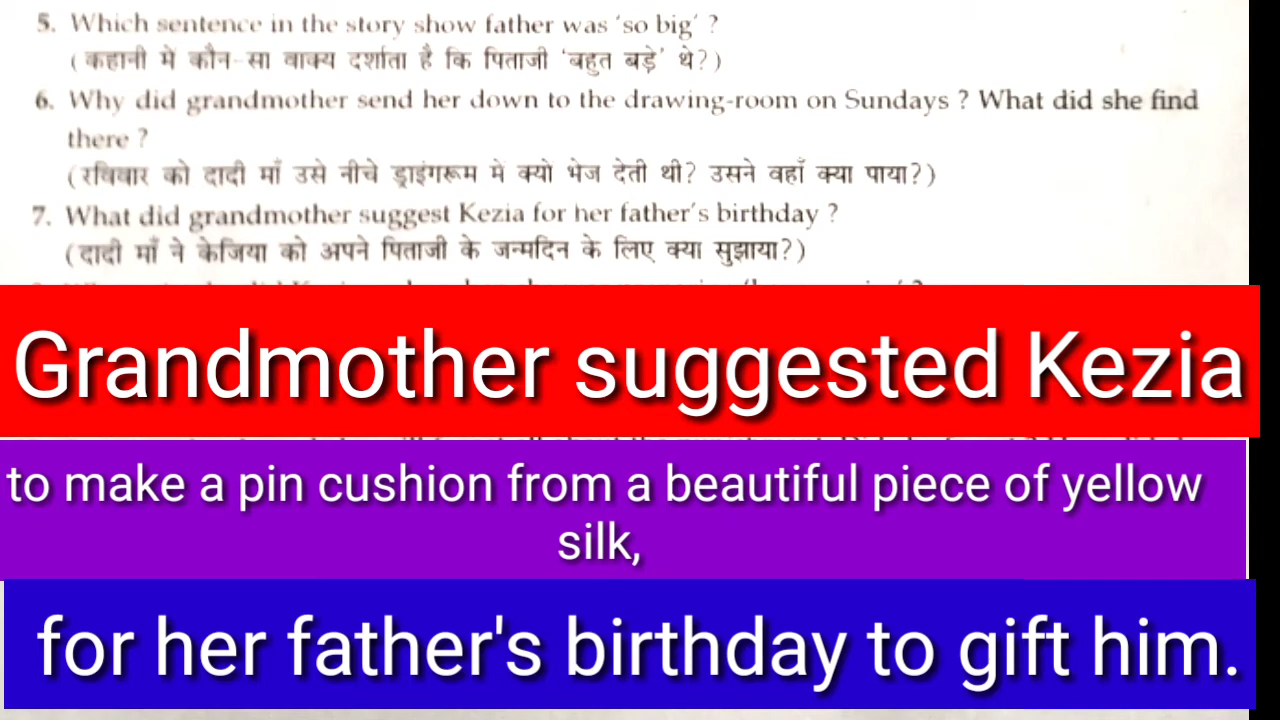 5. Which sentence in the story show father was 'so big' ?
( कहानी में कौन-सा वाक्य दर्शाता है कि पिताजी 'बहुत बड़े' थे?)
6. Why did grandmother send her down to the drawing-room on Sundays ? What did she find
there ?
(रविवार को दादी माँ उसे नीचे ड्राइंगरूम में क्यो भेज देती थी? उसने वहाँ क्या पाया?)
7. What did grandmother suggest Kezia for her father's birthday ?
(दादी माँ ने केजिया को अपने पिताजी के जन्मदिन के लिए क्या सुझाया?)
Grandmother suggested Kezia
to make a pin cushion from a beautiful piece of yellow
silk,
for her father's birthday to gift him.